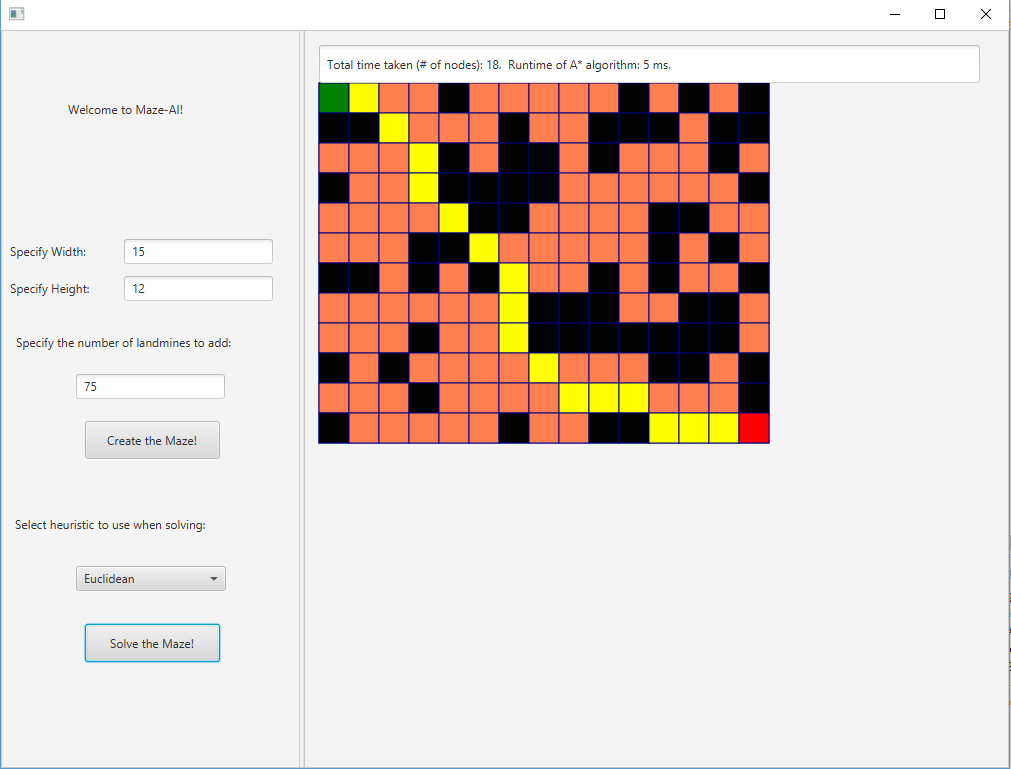 Total time taken (# of nodes): 18.  Runtime of A* algorithm: 5 ms.
Welcome to Maze-AI!
Specify Width: 15
Specify Height: 12
Specify the number of landmines to add:
75
Create the Maze!
Select heuristic to use when solving:
Euclidean
Solve the Maze!